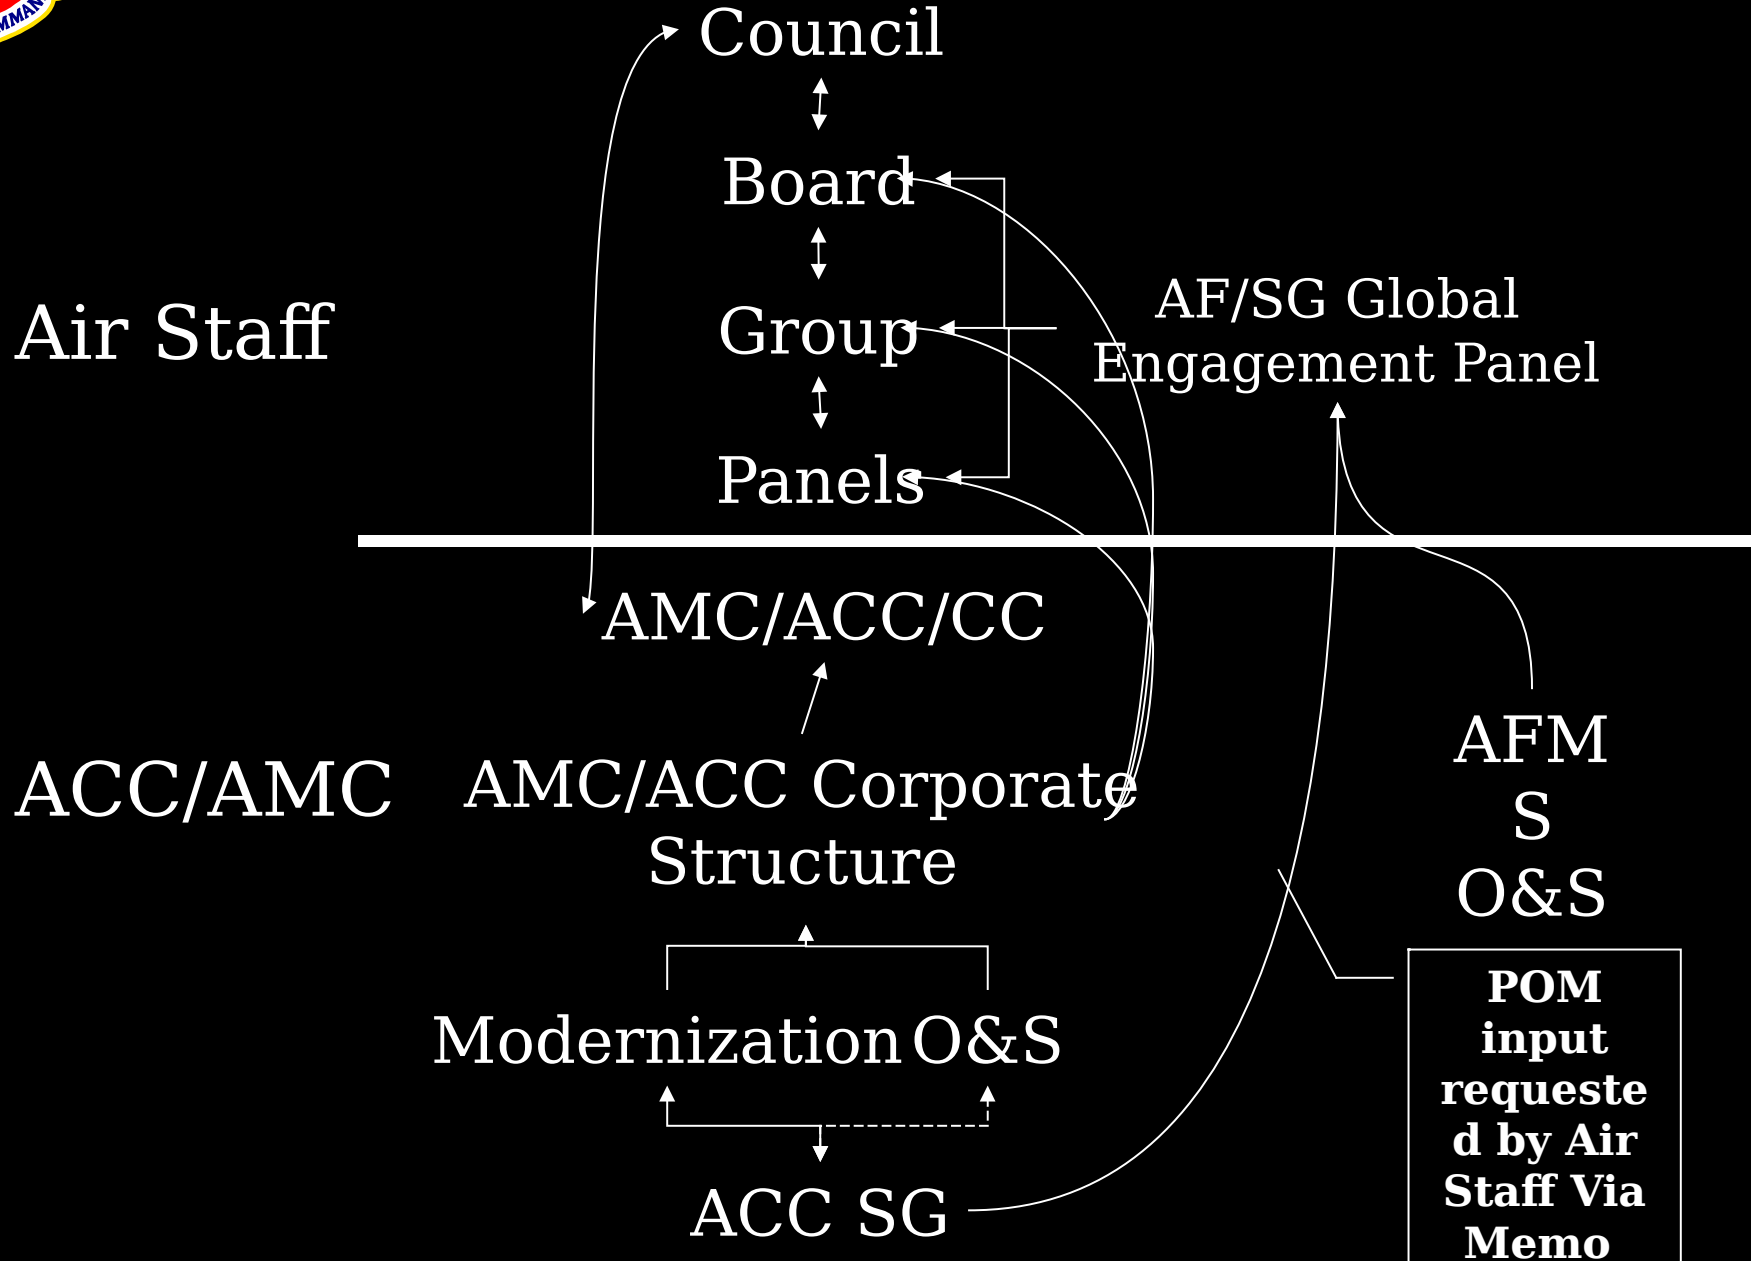 Council
Board
Group
Panels
AF/SG Global
Engagement Panel
Air Staff
AMC/ACC/CC
ACC/AMC
AMC/ACC Corporate
Structure
AFM
S
O&S
Modernization O&S
ACC SG
POM
input
requeste
d by Air
Staff Via
Memo